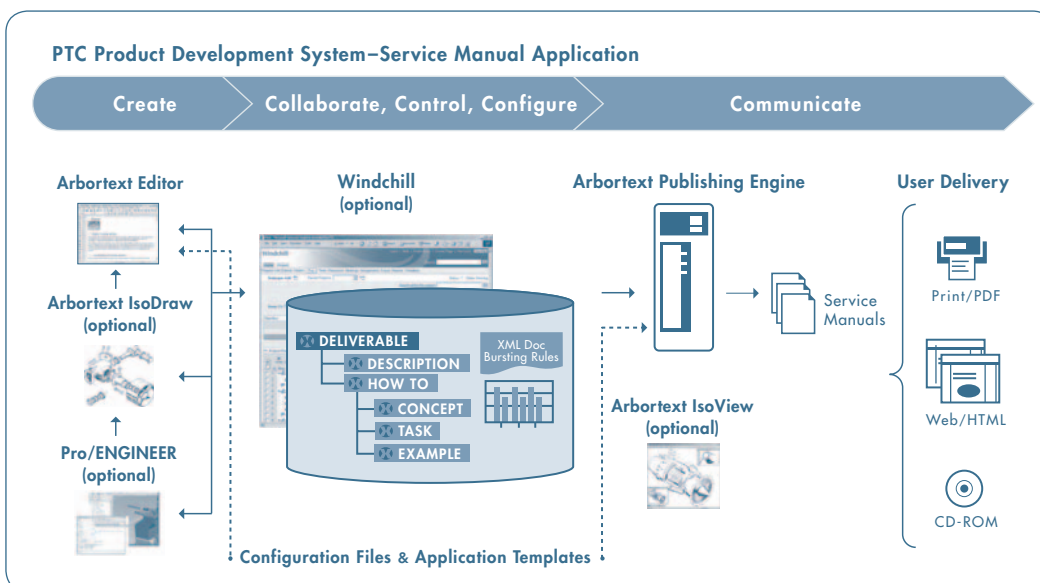 PTC Product Development System–Service Manual Application
Create
Collaborate, Control, Configure
Communicate
Arbortext Editor
Arbortext IsoDraw
(optional)
Pro/ENGINEER
(optional)
Windchill
(optional)
Windchill
DELIVERABLE
DESCRIPTION
HOW TO
CONCEPT
TASK
EXAMPLE
XML Doc
Bursting Rules
Configuration Files & Application Templates
Arbortext Publishing Engine
Service
Manuals
Arbortext IsoView
(optional)
User Delivery
Print/PDF
Web/HTML
CD-ROM